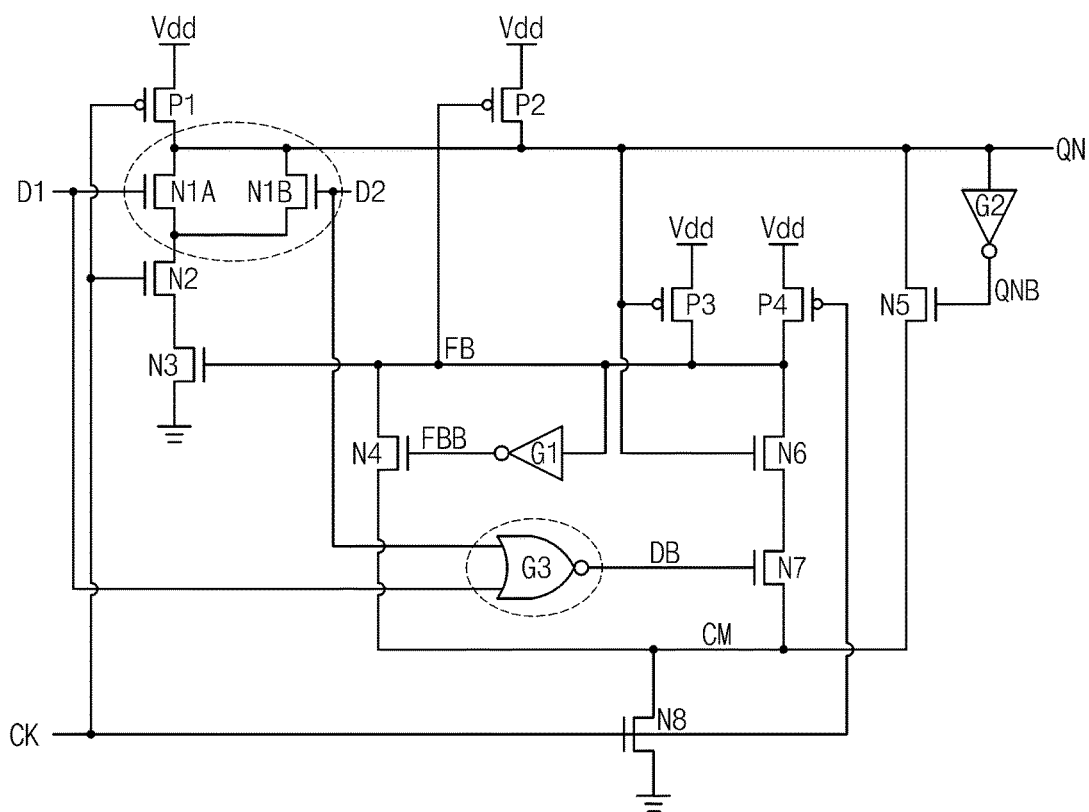 Vdd
Vdd
P1
P2
QN
D1
N1A
N1B
D2
G2
Vdd
Vdd
N2
QNB
P3
P4
N5
N3
FB
FBB
N4
G1
N6
G3
DB
N7
CM
N8
CK